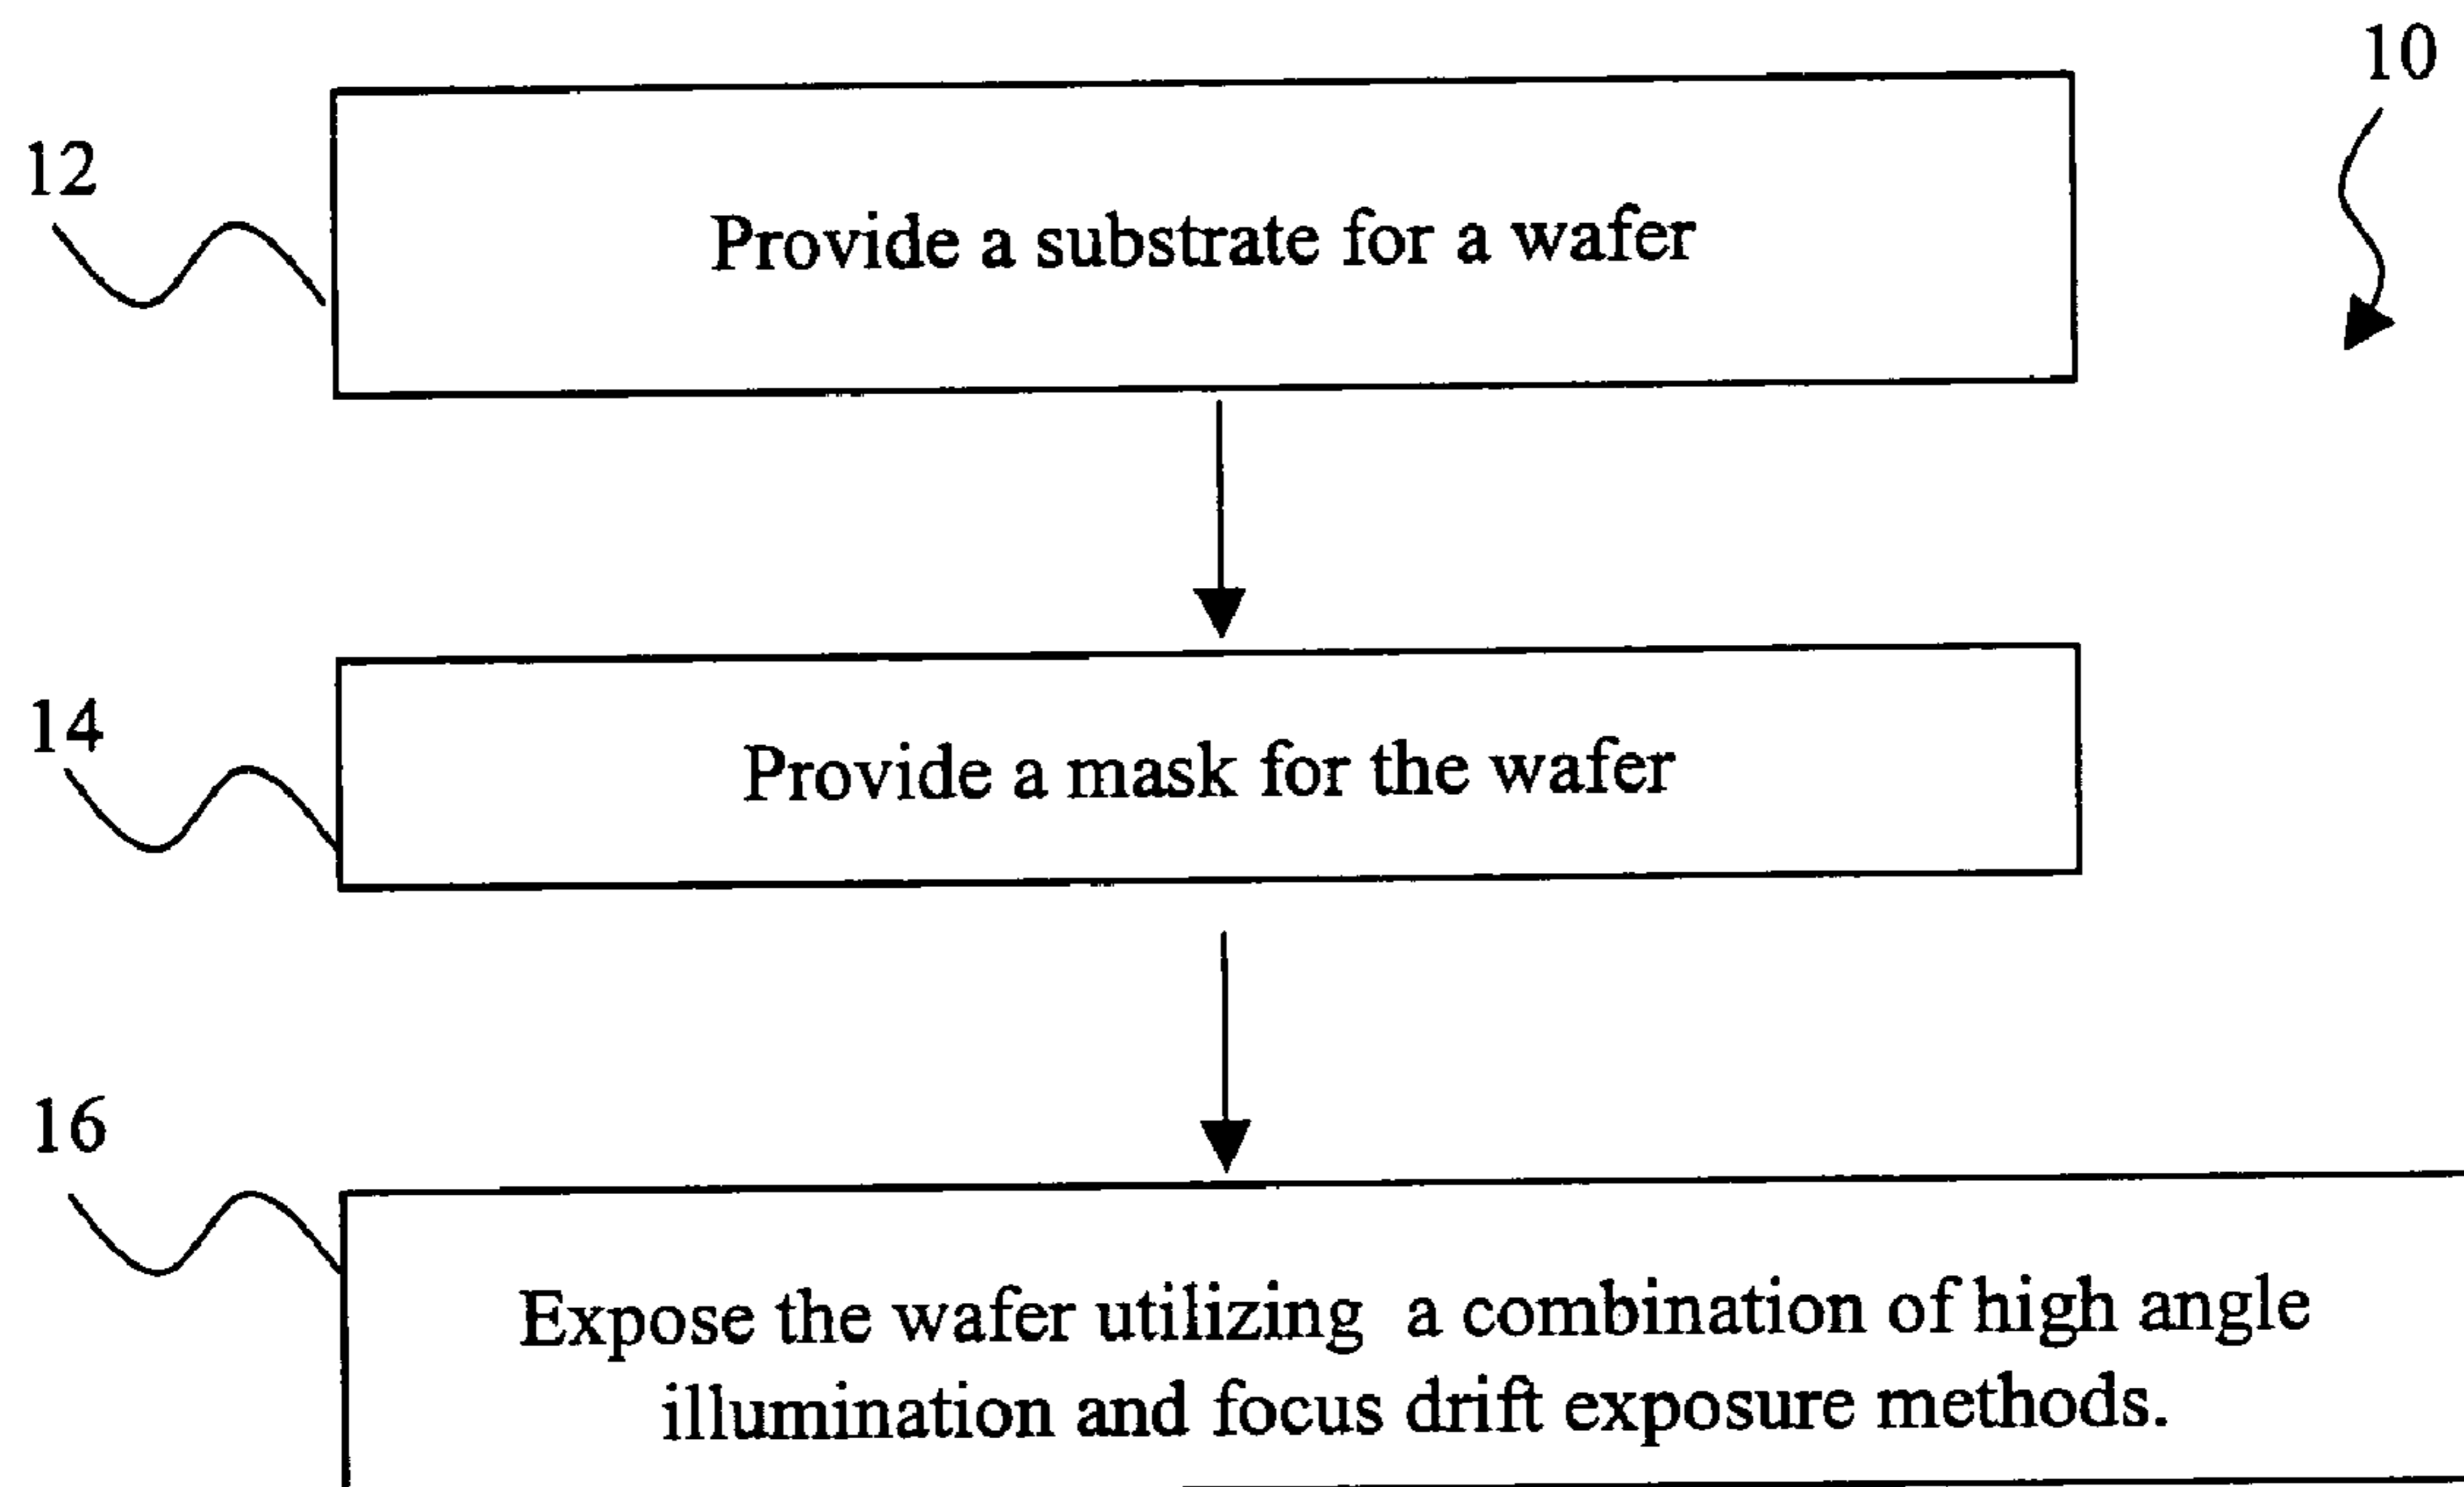 10
12
Provide a substrate for a wafer
14
Provide a mask for the wafer
16
Expose the wafer utilizing a combination of high angle
illumination and focus drift exposure methods.